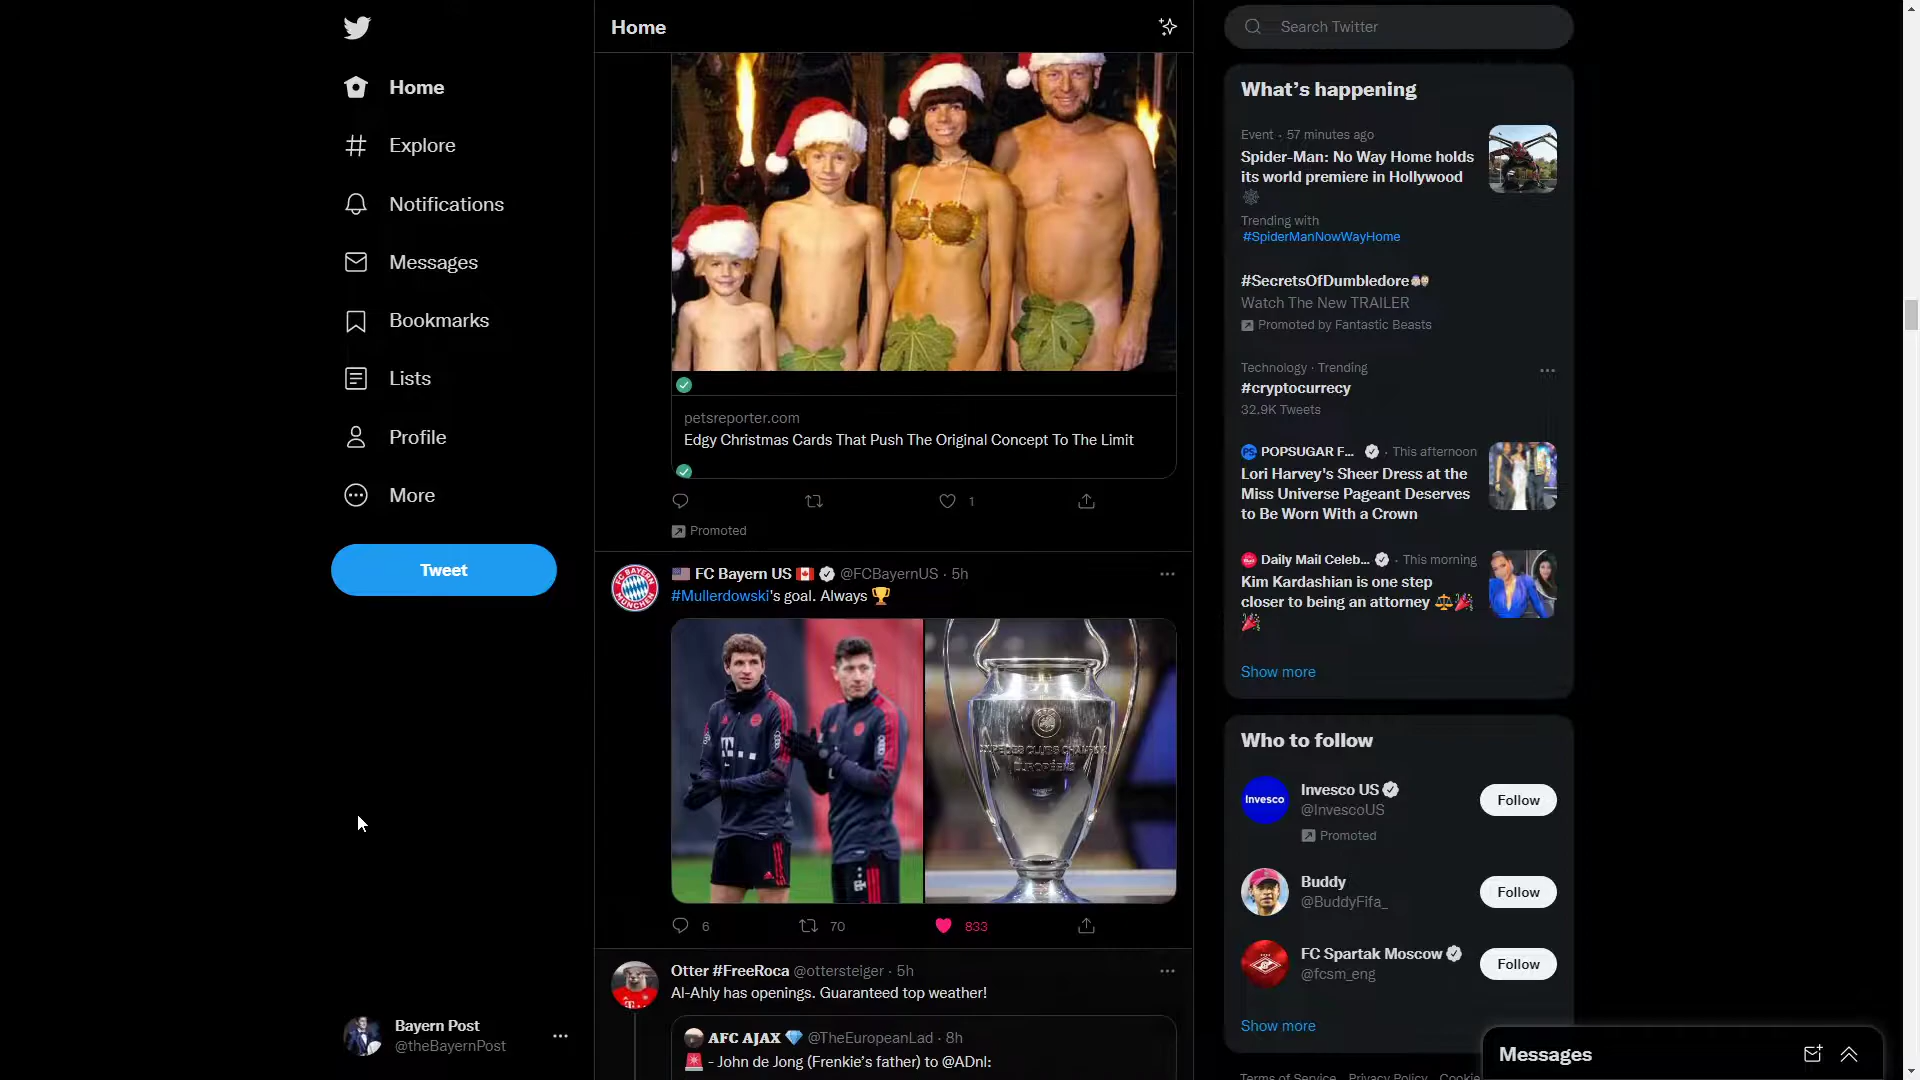 Home
Explore
Notifications
Messages
Bookmarks
Lists
Profile
More
Tweet
Bayern Post
@theBayernPost
Home
petsreporter.com
Edgy Christmas Cards That Push The Original Concept To The Limit
1
Promoted
FC Bayern US @FCBayernUS · 5h
#Mullerdowski's goal. Always 🏆
6 70 833
Otter #FreeRoca @ottersteiger · 5h
Al-Ahly has openings. Guaranteed top weather!
AFC AJAX 💎 @TheEuropeanLad · 8h
🚨 - John de Jong (Frenkie's father) to @ADnl:
Search Twitter
What's happening
Event · 57 minutes ago
Spider-Man: No Way Home holds
its world premiere in Hollywood
🕸
Trending with
#SpiderManNowWayHome
#SecretsOfDumbledore
Watch The New TRAILER
Promoted by Fantastic Beasts
Technology · Trending
#cryptocurrecy
32.9K Tweets
POPSUGAR F... · This afternoon
Lori Harvey's Sheer Dress at the
Miss Universe Pageant Deserves
to Be Worn With a Crown
Daily Mail Celeb... · This morning
Kim Kardashian is one step
closer to being an attorney ⚖️🎉
🎉
Show more
Who to follow
Invesco
Invesco US
@InvescoUS
Promoted
Follow
Buddy
@BuddyFifa_
Follow
FC Spartak Moscow
@fcsm_eng
Follow
Show more
Terms of Service Privacy Policy Cookie
Messages